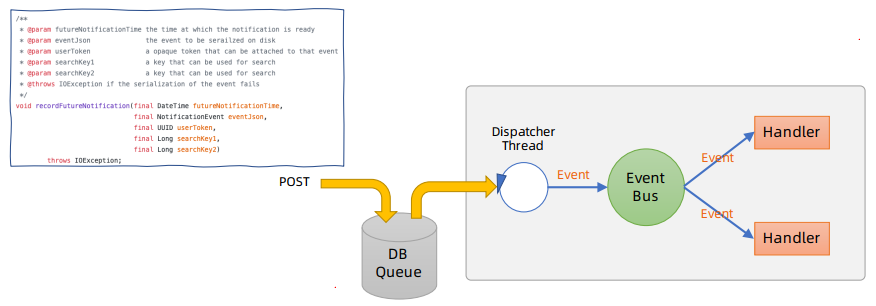 /**
 * @param futureNotificationTime the time at which the notification is ready
 * @param eventJson the event to be serailzed on disk
 * @param userToken a opaque token that can be attached to that event
 * @param searchKey1 a key that can be used for search
 * @param searchKey2 a key that can be used for search
 * @throws IOException if the serialization of the event fails
 */
void recordFutureNotification(final DateTime futureNotificationTime,
final NotificationEvent eventJson,
final UUID userToken,
final Long searchKey1,
final Long searchKey2)
throws IOException;
POST
DB
Queue
Dispatcher
Thread
Event
Event
Bus
Event
Event
Handler
Handler